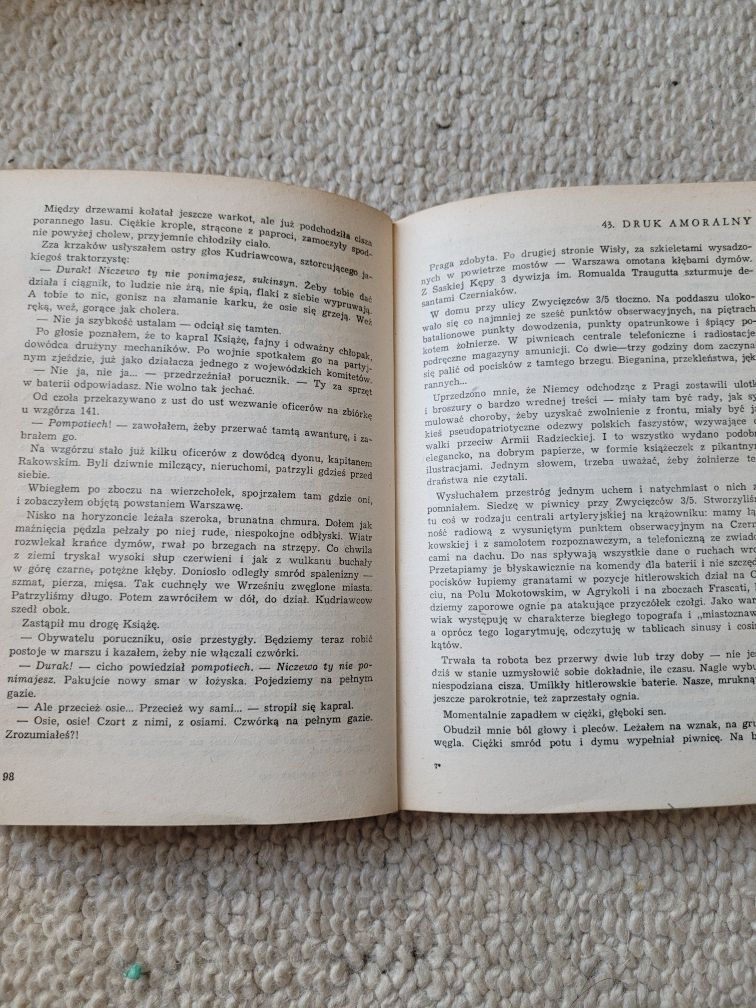 Między drzewami kołatał jeszcze warkot, ale już podchodziła cisza
porannego lasu. Ciężkie krople, strącone z paproci, zamoczyły spod-
nie powyżej cholew, przyjemnie chłodziły ciało.
Zza krzaków usłyszałem ostry głos Kudriawcowa, sztorcującego ja-
kiegoś traktorzystę:
— Durak! Niczewo ty nie ponimajesz, sukinsyn. Żeby tobie dać
działa i ciągnik, to ludzie nie żrą, nie śpią, flaki z siebie wypruwają.
A tobie to nic, gonisz na złamanie karku, że osie się grzeją. Weź
ręką, weź, gorące jak cholera.
— Nie ja szybkość ustalam — odciął się tamten.
Po głosie poznałem, że to kapral Książę, fajny i odważny chłopak,
dowódca drużyny mechaników. Po wojnie spotkałem go na partyj-
nym zjeździe, już jako działacza jednego z wojewódzkich komitetów.
— Nie ja, nie ja... — przedrzeźniał porucznik. — Ty za sprzęt
w baterii odpowiadasz. Nie wolno tak jechać.
Od czoła przekazywano z ust do ust wezwanie oficerów na zbiórkę
u wzgórza 141.
— Pompotiech! — zawołałem, żeby przerwać tamtą awanturę, i za-
brałem go.
Na wzgórzu stało już kilku oficerów z dowódcą dyonu, kapitanem
Rakowskim. Byli dziwnie milczący, nieruchomi, patrzyli gdzieś przed
siebie.
Wbiegłem po zboczu na wierzchołek, spojrzałem tam gdzie oni,
i zobaczyłem objętą powstaniem Warszawę.
Nisko na horyzoncie leżała szeroka, brunatna chmura. Dołem jak
maźnięcia pędzla pełzały po niej rude, niespokojne odbłyski. Wiatr
rozwlekał krańce dymów, rwał po brzegach na strzępy. Co chwila
z ziemi tryskał wysoki słup czerwieni i jak z wulkanu buchały
w górę czarne, potężne kłęby. Doniosło odległy smród spalenizny —
szmat, pierza, mięsa. Tak cuchnęły we Wrześniu zwęglone miasta.
Patrzyliśmy długo. Potem zawróciłem w dół, do dział. Kudriawcow
szedł obok.
Zastąpił mu drogę Książę.
— Obywatelu poruczniku, osie przestygły. Będziemy teraz robić
postoje w marszu i kazałem, żeby nie włączali czwórki.
— Durak! — cicho powiedział pompotiech. — Niczewo ty nie po-
nimajesz. Pakujcie nowy smar w łożyska. Pojedziemy na pełnym
gazie.
— Ale przecież osie... Przecież wy sami... — stropił się kapral.
— Osie, osie! Czort z nimi, z osiami. Czwórką na pełnym gazie.
Zrozumiałeś?!
98
43. DRUK AMORALNY
Praga zdobyta. Po drugiej stronie Wisły, za szkieletami wysadzo-
nych w powietrze mostów — Warszawa omotana kłębami dymów.
Z Saskiej Kępy 3 dywizja im. Romualda Traugutta szturmuje de-
santami Czerniaków.
W domu przy ulicy Zwycięzców 3/5 tłoczno. Na poddaszu uloko-
wało się co najmniej ze sześć punktów obserwacyjnych, na piętrach
batalionowe punkty dowodzenia, punkty opatrunkowe i śpiący po-
kotem żołnierze. W piwnicach centrale telefoniczne i radiostacje,
podręczne magazyny amunicji. Co dwie—trzy godziny dom zaczyna
się palić od pocisków z tamtego brzegu. Bieganina, przekleństwa, jęk
rannych...
Uprzedzono mnie, że Niemcy odchodząc z Pragi zostawili
i broszury o bardzo wrednej treści — miały tam być rady, jak
mulować choroby, żeby uzyskać zwolnienie z frontu, miały być
kieś pseudopatriotyczne odezwy polskich faszystów, wzywające
walki przeciw Armii Radzieckiej. I to wszystko wydano
elegancko, na dobrym papierze, w formie książeczek z
ilustracjami. Jednym słowem, trzeba uważać, żeby żołnierze
draństwa nie czytali.
Wysłuchałem przestróg jednym uchem i natychmiast o nich
pomniałem. Siedzę w piwnicy przy Zwycięzców 3/5.
tu coś w rodzaju centrali artyleryjskiej na krążowniku: mamy
ność radiową z wysuniętym punktem obserwacyjnym na
kowskiej i z samolotem rozpoznawczym, a telefoniczną ze
cami na dachu. Do nas spływają wszystkie dane o ruchach
Przetapiamy je błyskawicznie na komendy dla baterii i nie
pocisków łupiemy granatami w pozycje hitlerowskich dział na
ciu, na Polu Mokotowskim, w Agrykoli i na zboczach Frascati,
dziemy zaporowe ognie na atakujące przyczółek czołgi. Jako
wiak występuję w charakterze biegłego topografa i
a oprócz tego logarytmuję, odczytuję w tablicach sinusy i
kątów.
Trwała ta robota bez przerwy dwie lub trzy doby — nie
dziś w stanie uzmysłowić sobie dokładnie, ile czasu. Nagle
niespodziana cisza. Umilkły hitlerowskie baterie. Nasze,
jeszcze parokrotnie, też zaprzestały ognia.
Momentalnie zapadłem w ciężki, głęboki sen.
Obudził mnie ból głowy i pleców. Leżałem na wznak, na
węgla. Ciężki smród potu i dymu wypełniał piwnicę. Na
7*